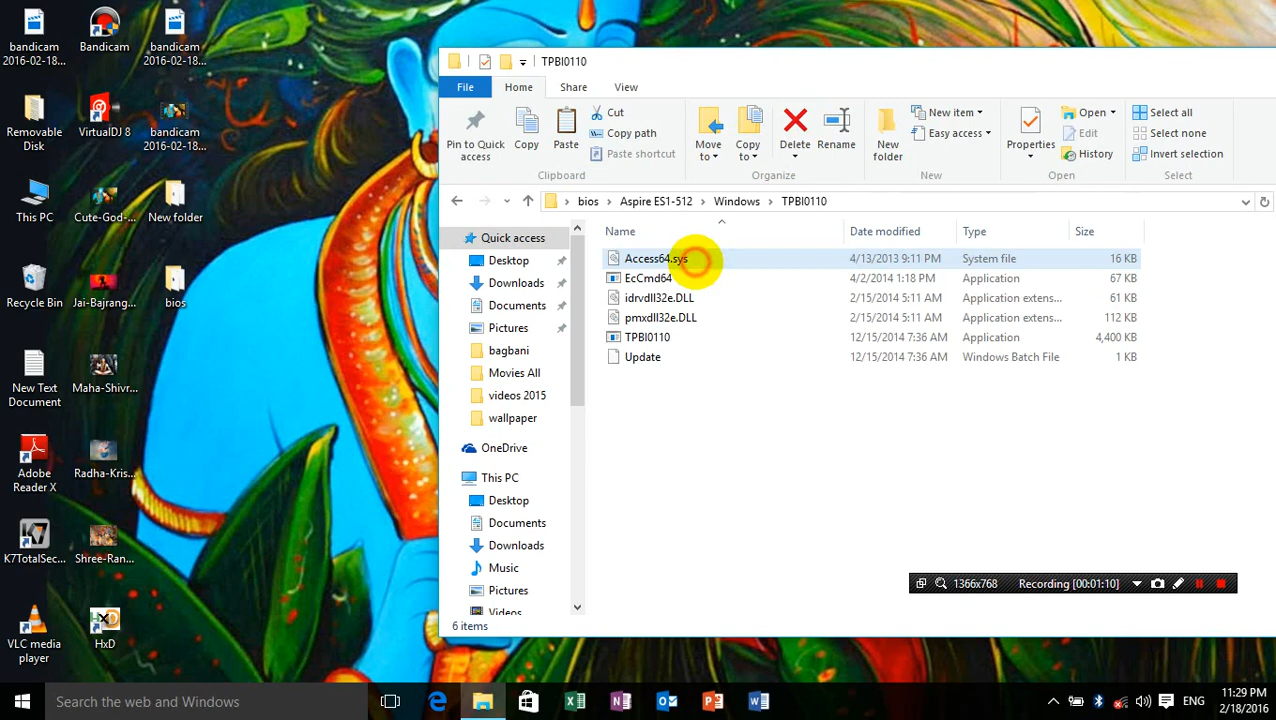 bandicam
2016-02-18...
Bandicam
bandicam
2016-02-18...
Removable
Disk
VirtualDJ 8
bandicam
2016-02-18...
This PC
Cute-God-...
New folder
Recycle Bin
Jai-Bajrang...
bios
New Text
Document
Maha-Shivr...
Adobe
Reader X
Radha-Kris...
K7TotalSec...
Shree-Ran...
VLC media
player
HxD
TPBI0110
File
Home
Share
View
Pin to Quick
access
Copy
Paste
Cut
Copy path
Paste shortcut
Clipboard
Move
to
Copy
to
Delete
Rename
Organize
New
folder
New item
Easy access
New
Properties
Open
Edit
History
Open
Select all
Select none
Invert selection
Select
bios › Aspire ES1-512 › Windows › TPBI0110
Quick access
Desktop
Downloads
Documents
Pictures
bagbani
Movies All
videos 2015
wallpaper
OneDrive
This PC
Desktop
Documents
Downloads
Music
Pictures
Videos
Name Date modified Type Size
Access64.sys 4/13/2013 9:11 PM System file 16 KB
EcCmd64 4/2/2014 1:18 PM Application 67 KB
idrvdll32e.DLL 2/15/2014 5:11 AM Application extens... 61 KB
pmxdll32e.DLL 2/15/2014 5:11 AM Application extens... 112 KB
TPBI0110 12/15/2014 7:36 AM Application 4,400 KB
Update 12/15/2014 7:36 AM Windows Batch File 1 KB
1366x768 Recording [00:01:10]
6 items
Search the web and Windows
ENG
11:29 PM
2/18/2016